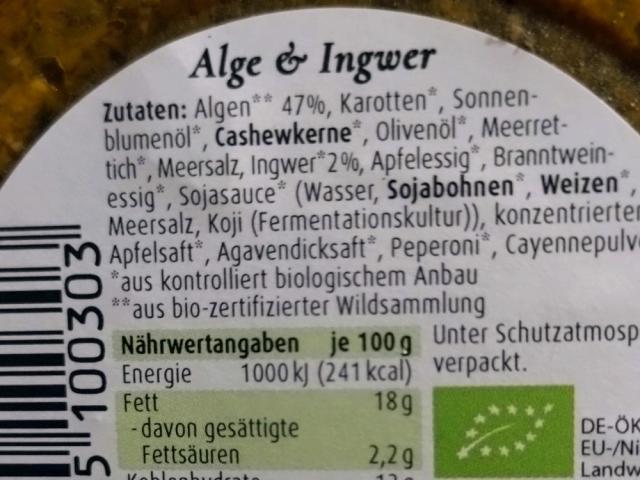 Alge & Ingwer
Zutaten: Algen** 47%, Karotten*, Sonnen-
blumenöl*, Cashewkerne*, Olivenöl*, Meerret-
tich*, Meersalz, Ingwer*2%, Apfelessig*, Branntwein-
essig*, Sojasauce* (Wasser, Sojabohnen*, Weizen*,
Meersalz, Koji (Fermentationskultur)), konzentrierter
Apfelsaft*, Agavendicksaft*, Peperoni*, Cayennepulv
*aus kontrolliert biologischem Anbau
**aus bio-zertifizierter Wildsammlung
Nährwertangaben je 100 g
Energie 1000 kJ (241 kcal)
Fett 18 g
- davon gesättigte
Fettsäuren 2,2 g
Unter Schutzatmosp
verpackt.
DE-ÖK
EU-/Ni
Landw
5 100303